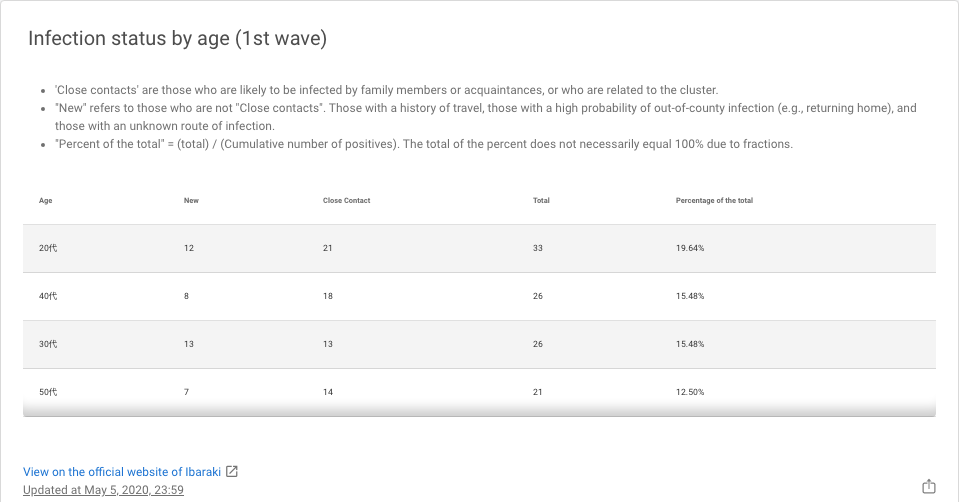 Infection status by age (1st wave)
• 'Close contacts' are those who are likely to be infected by family members or acquaintances, or who are related to the cluster.
• "New" refers to those who are not "Close contacts". Those with a history of travel, those with a high probability of out-of-county infection (e.g., returning home), and
those with an unknown route of infection.
• "Percent of the total" = (total) / (Cumulative number of positives). The total of the percent does not necessarily equal 100% due to fractions.
Age New Close Contact Total Percentage of the total
20代 12 21 33 19.64%
40代 8 18 26 15.48%
30代 13 13 26 15.48%
50代 7 14 21 12.50%
View on the official website of Ibaraki
Updated at May 5, 2020, 23:59